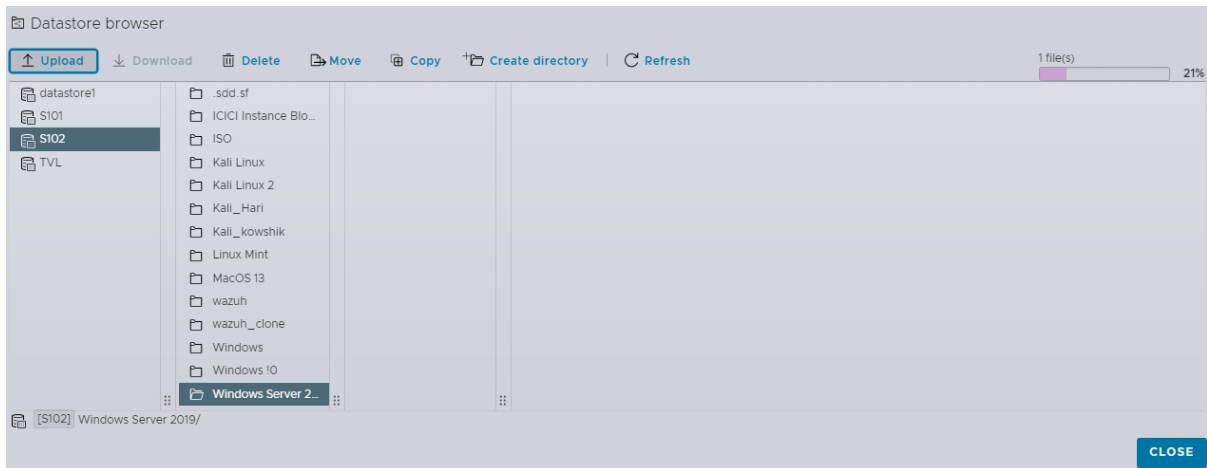 Datastore browser
Upload Download Delete Move Copy Create directory Refresh
1 file(s)
21%
datastore1
S101
S102
TVL
.sdd.sf
ICICI Instance Blo...
ISO
Kali Linux
Kali Linux 2
Kali_Hari
Kali_kowshik
Linux Mint
MacOS 13
wazuh
wazuh_clone
Windows
Windows !0
Windows Server 2...
[S102] Windows Server 2019/
CLOSE